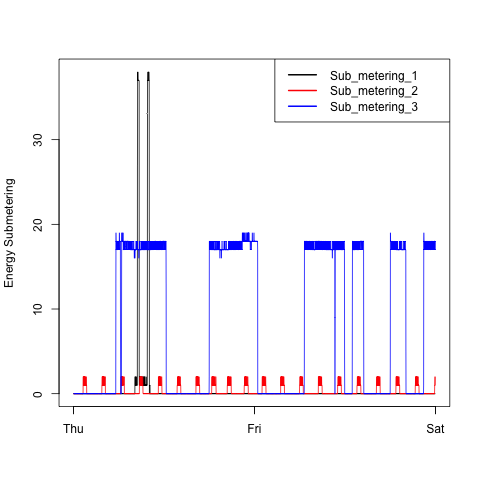 Sub_metering_1
Sub_metering_2
Sub_metering_3
Energy Submetering
30
20
10
0
Thu Fri Sat